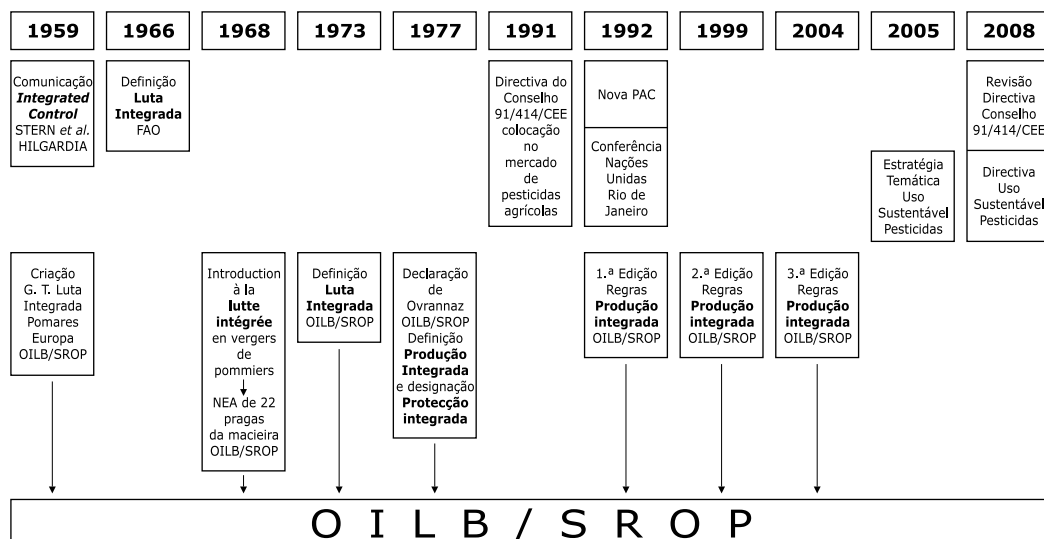 1959
1966
1968
1973
1977
1991
1992
1999
2004
2005
2008
Comunicação
Integrated
Control
STERN et al.
HILGARDIA
Definição
Luta
Integrada
FAO
Directiva do
Conselho
91/414/CEE
colocação
no
mercado
de
pesticidas
agrícolas
Nova PAC
Conferência
Nações
Unidas
Rio de
Janeiro
Estratégia
Temática
Uso
Sustentável
Pesticidas
Revisão
Directiva
Conselho
91/414/CEE
Directiva
Uso
Sustentável
Pesticidas
Criação
G. T. Luta
Integrada
Pomares
Europa
OILB/SROP
Introduction
à la
lutte
intégrée
en vergers
de
pommiers
NEA de 22
pragas
da macieira
OILB/SROP
Definição
Luta
Integrada
OILB/SROP
Declaração
de
Ovrannaz
OILB/SROP
Definição
Produção
Integrada
e designação
Protecção
integrada
1.ª Edição
Regras
Produção
integrada
OILB/SROP
2.ª Edição
Regras
Produção
integrada
OILB/SROP
3.ª Edição
Regras
Produção
integrada
OILB/SROP
OILB/SROP